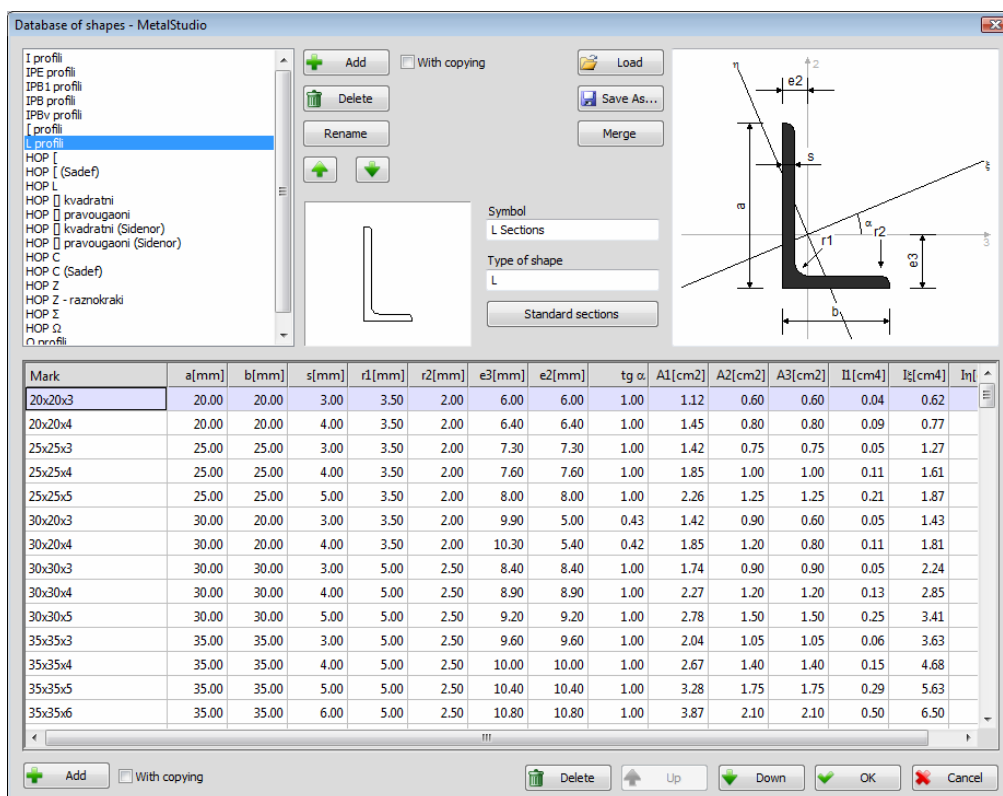 Database of shapes - MetalStudio
I profili
IPE profili
IPB1 profili
IPB profili
IPBv profili
[ profili
L profili
HOP [
HOP [ (Sadef)
HOP L
HOP [] kvadratni
HOP [] pravougaoni
HOP [] kvadratni (Sidenor)
HOP [] pravougaoni (Sidenor)
HOP C
HOP C (Sadef)
HOP Z
HOP Z - raznokraki
HOP Σ
HOP Ω
O profili
Add
With copying
Delete
Rename
Load
Save As...
Merge
Symbol
L Sections
Type of shape
L
Standard sections
η
2
e2
s
ξ
a
α
r2
r1
3
e3
b
Mark a[mm] b[mm] s[mm] r1[mm] r2[mm] e3[mm] e2[mm] tg α A1[cm2] A2[cm2] A3[cm2] I1[cm4] Iξ[cm4] Iη[
20x20x3 20.00 20.00 3.00 3.50 2.00 6.00 6.00 1.00 1.12 0.60 0.60 0.04 0.62
20x20x4 20.00 20.00 4.00 3.50 2.00 6.40 6.40 1.00 1.45 0.80 0.80 0.09 0.77
25x25x3 25.00 25.00 3.00 3.50 2.00 7.30 7.30 1.00 1.42 0.75 0.75 0.05 1.27
25x25x4 25.00 25.00 4.00 3.50 2.00 7.60 7.60 1.00 1.85 1.00 1.00 0.11 1.61
25x25x5 25.00 25.00 5.00 3.50 2.00 8.00 8.00 1.00 2.26 1.25 1.25 0.21 1.87
30x20x3 30.00 20.00 3.00 3.50 2.00 9.90 5.00 0.43 1.42 0.90 0.60 0.05 1.43
30x20x4 30.00 20.00 4.00 3.50 2.00 10.30 5.40 0.42 1.85 1.20 0.80 0.11 1.81
30x30x3 30.00 30.00 3.00 5.00 2.50 8.40 8.40 1.00 1.74 0.90 0.90 0.05 2.24
30x30x4 30.00 30.00 4.00 5.00 2.50 8.90 8.90 1.00 2.27 1.20 1.20 0.13 2.85
30x30x5 30.00 30.00 5.00 5.00 2.50 9.20 9.20 1.00 2.78 1.50 1.50 0.25 3.41
35x35x3 35.00 35.00 3.00 5.00 2.50 9.60 9.60 1.00 2.04 1.05 1.05 0.06 3.63
35x35x4 35.00 35.00 4.00 5.00 2.50 10.00 10.00 1.00 2.67 1.40 1.40 0.15 4.68
35x35x5 35.00 35.00 5.00 5.00 2.50 10.40 10.40 1.00 3.28 1.75 1.75 0.29 5.63
35x35x6 35.00 35.00 6.00 5.00 2.50 10.80 10.80 1.00 3.87 2.10 2.10 0.50 6.50
Add
With copying
Delete
Up
Down
OK
Cancel